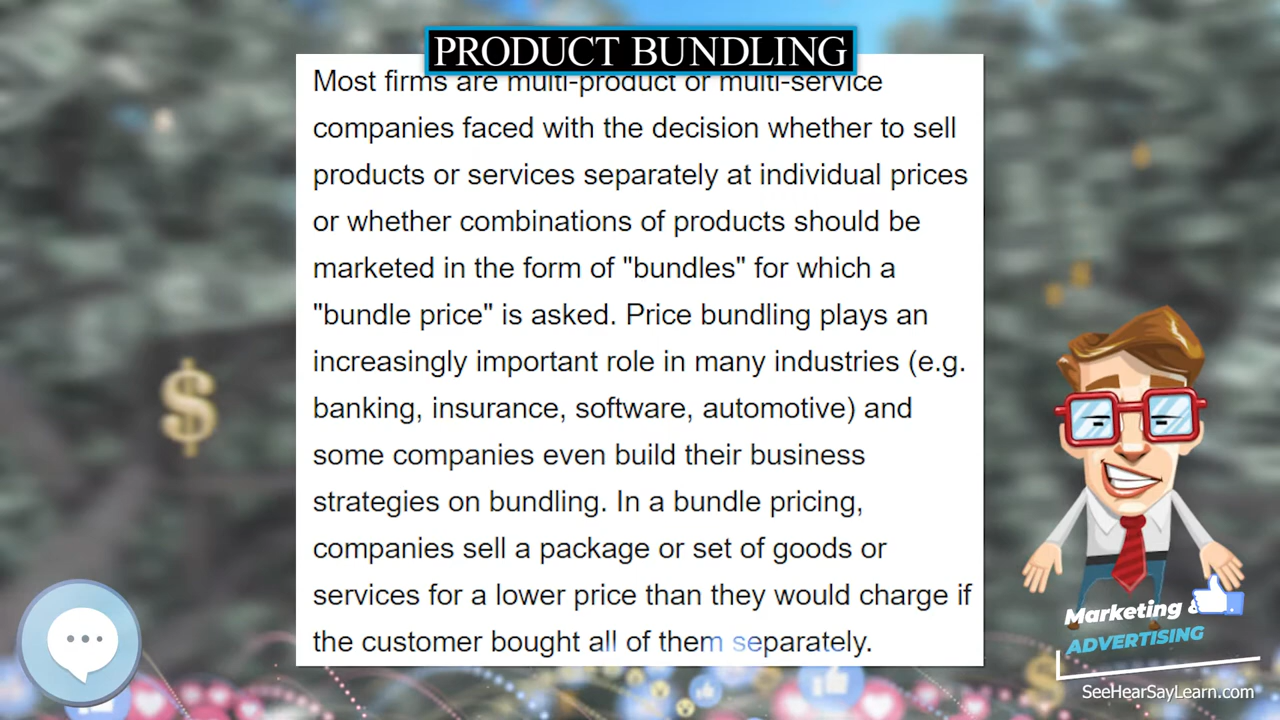 PRODUCT BUNDLING
Most firms are multi-product or multi-service
companies faced with the decision whether to sell
products or services separately at individual prices
or whether combinations of products should be
marketed in the form of "bundles" for which a
"bundle price" is asked. Price bundling plays an
increasingly important role in many industries (e.g.
banking, insurance, software, automotive) and
some companies even build their business
strategies on bundling. In a bundle pricing,
companies sell a package or set of goods or
services for a lower price than they would charge if
the customer bought all of them separately.
$
Marketing &
ADVERTISING
SeeHearSayLearn.com